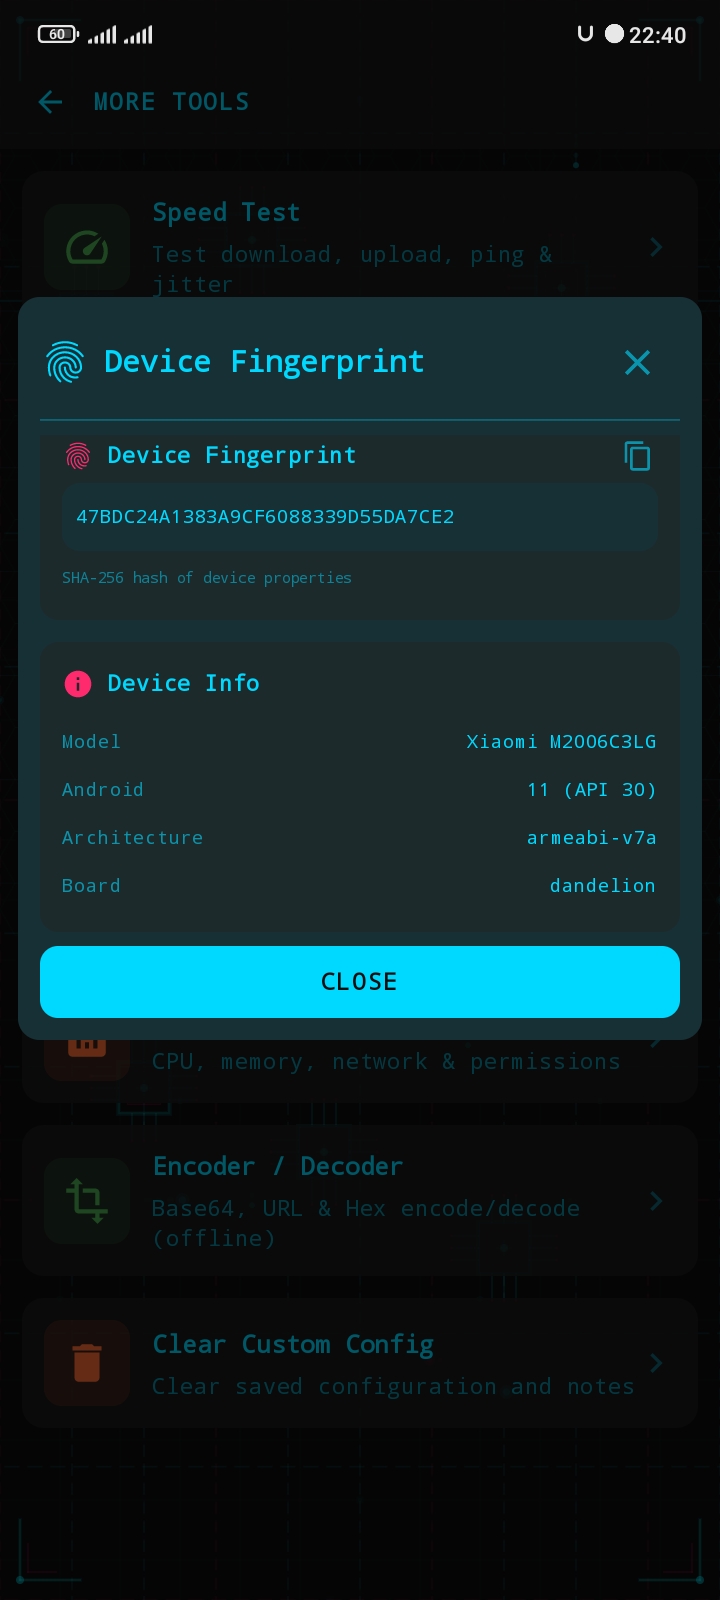 60
22:40
MORE TOOLS
Speed Test
Test download, upload, ping &
jitter
Device Fingerprint
Device Fingerprint
47BDC24A1383A9CF6088339D55DA7CE2
SHA-256 hash of device properties
Device Info
Model Xiaomi M2006C3LG
Android 11 (API 30)
Architecture armeabi-v7a
Board dandelion
CLOSE
CPU, memory, network & permissions
Encoder / Decoder
Base64, URL & Hex encode/decode
(offline)
Clear Custom Config
Clear saved configuration and notes